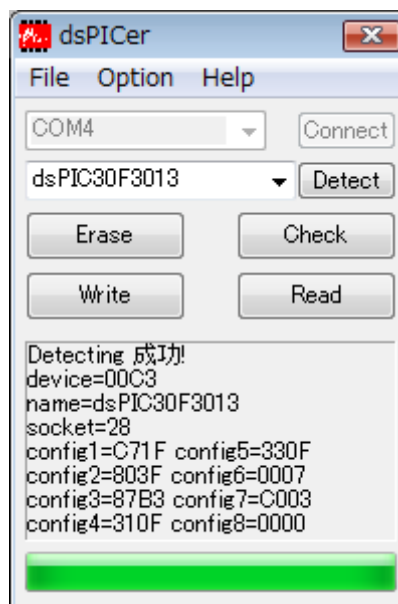 dsPICer
File Option Help
COM4 Connect
dsPIC30F3013 Detect
Erase Check
Write Read
Detecting 成功!
device=00C3
name=dsPIC30F3013
socket=28
config1=C71F config5=330F
config2=803F config6=0007
config3=87B3 config7=C003
config4=310F config8=0000